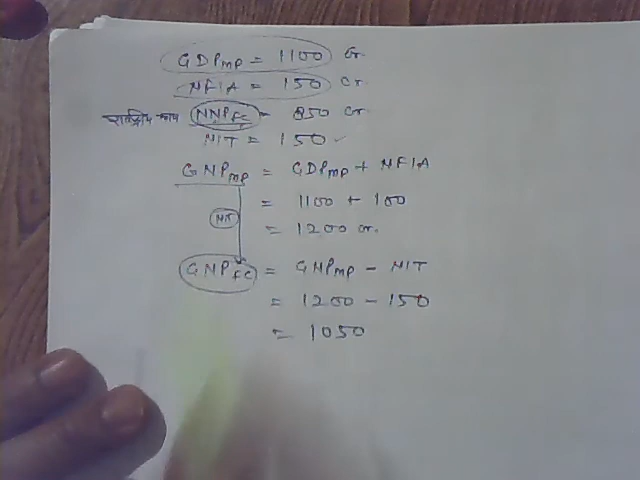 GDPMP = 1100 Cr.
NFIA = 150 Cr.
राष्ट्रीय आय NNPFC = 850 Cr
NIT = 150
GNPMP = GDPMP + NFIA
= 1100 + 100
NIT
= 1200 Cr.
GNPFC = GNPMP - NIT
= 1200 - 150
= 1050